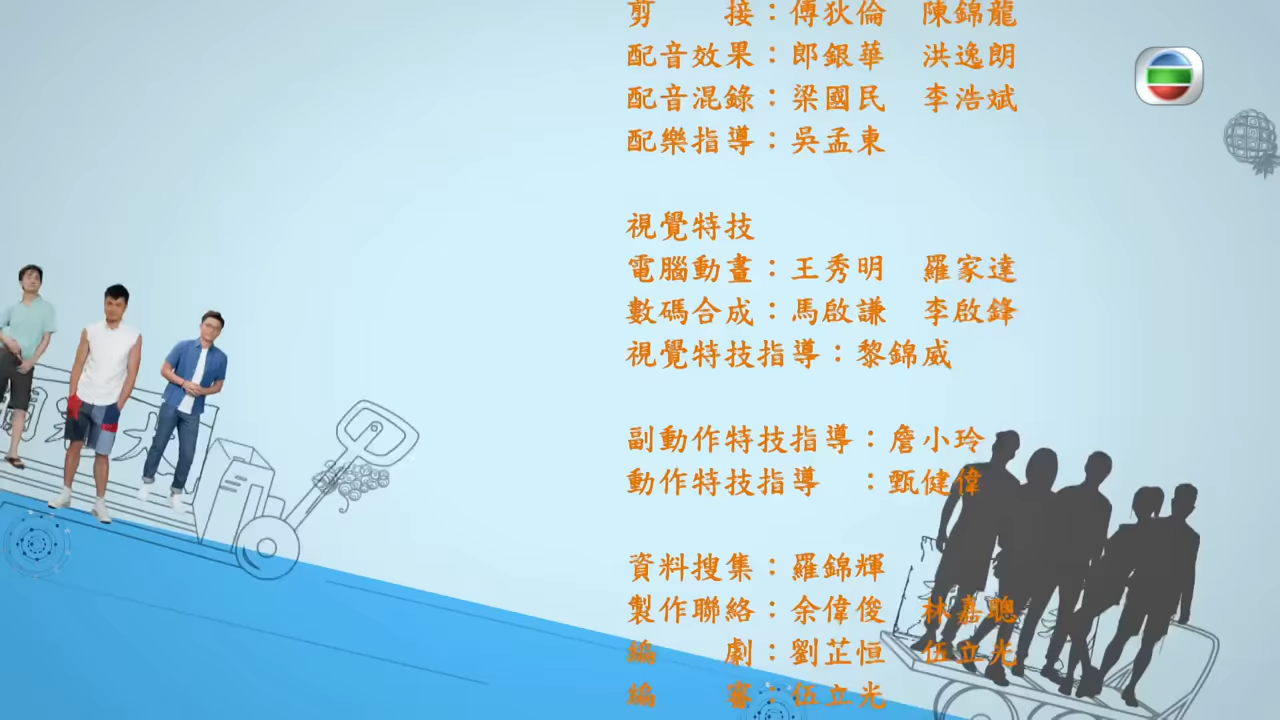 剪　　接：傅狄倫　陳錦龍
配音效果：郎銀華　洪逸朗
配音混錄：梁國民　李浩斌
配樂指導：吳孟東
視覺特技
電腦動畫：王秀明　羅家達
數碼合成：馬啟謙　李啟鋒
視覺特技指導：黎錦威
副動作特技指導：詹小玲
動作特技指導　：甄健偉
資料搜集：羅錦輝
製作聯絡：余偉俊　林嘉聰
編　　劇：劉芷恒　伍立光
編　　審：伍立光